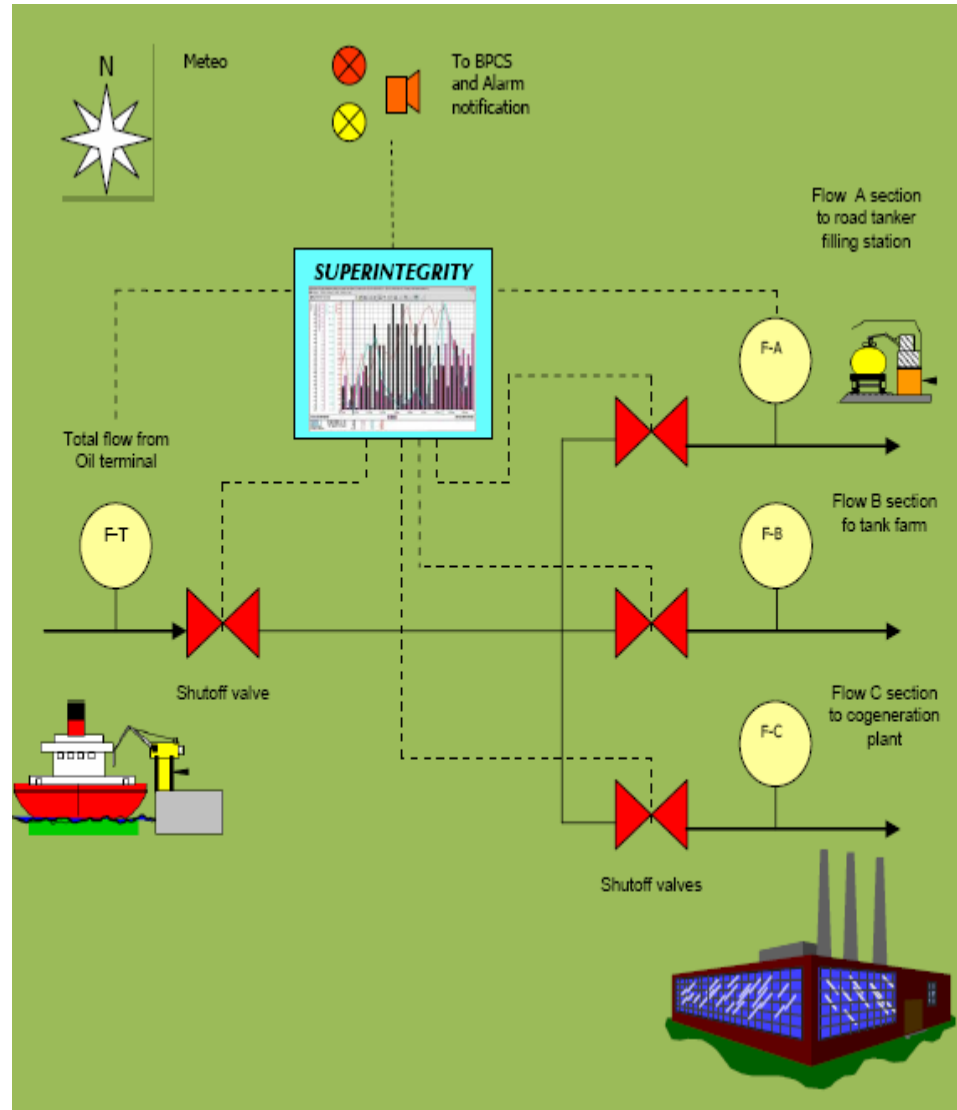 N
Meteo
To BPCS
and Alarm
notification
Flow A section
to road tanker
filling station
SUPERINTEGRITY
F-A
Total flow from
Oil terminal
Flow B section
fo tank farm
F-T
F-B
Shutoff valve
Flow C section
to cogeneration
plant
F-C
Shutoff valves